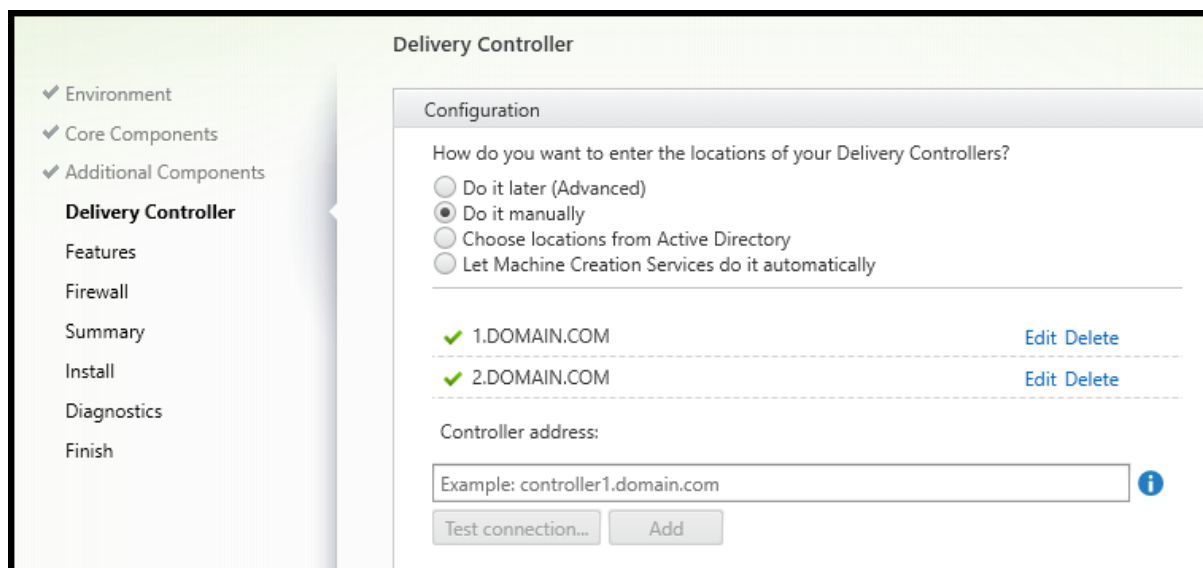 Delivery Controller
Environment
Core Components
Additional Components
Delivery Controller
Features
Firewall
Summary
Install
Diagnostics
Finish
Configuration
How do you want to enter the locations of your Delivery Controllers?
Do it later (Advanced)
Do it manually
Choose locations from Active Directory
Let Machine Creation Services do it automatically
1.DOMAIN.COM Edit Delete
2.DOMAIN.COM Edit Delete
Controller address:
Example: controller1.domain.com
Test connection... Add